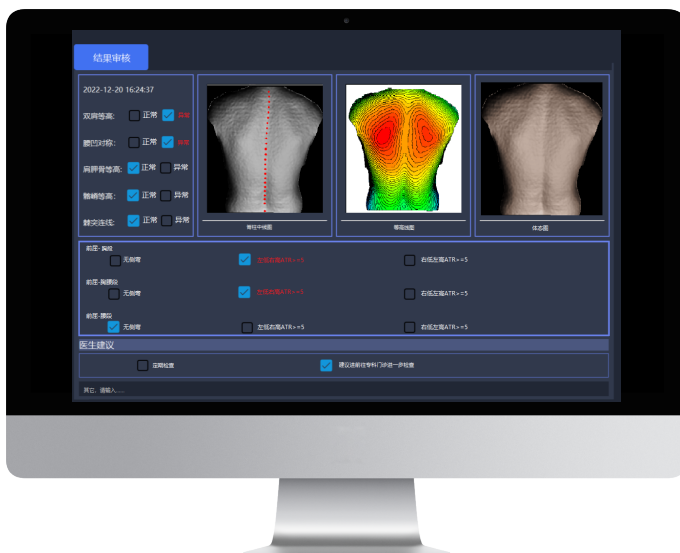 结果审核
2022-12-20 16:24:37
双肩等高: 正常 异常
腰凹对称: 正常 异常
肩胛骨等高: 正常 异常
髂嵴等高: 正常 异常
棘突连线: 正常 异常
脊柱中线图
等高线图
体态图
前屈-胸段
无侧弯 左低右高ATR>=5 右低左高ATR>=5
前屈-胸腰段
无侧弯 左低右高ATR>=5 右低左高ATR>=5
前屈-腰段
无侧弯 左低右高ATR>=5 右低左高ATR>=5
医生建议
定期检查 建议进前往专科门诊进一步检查
其它，请输入....